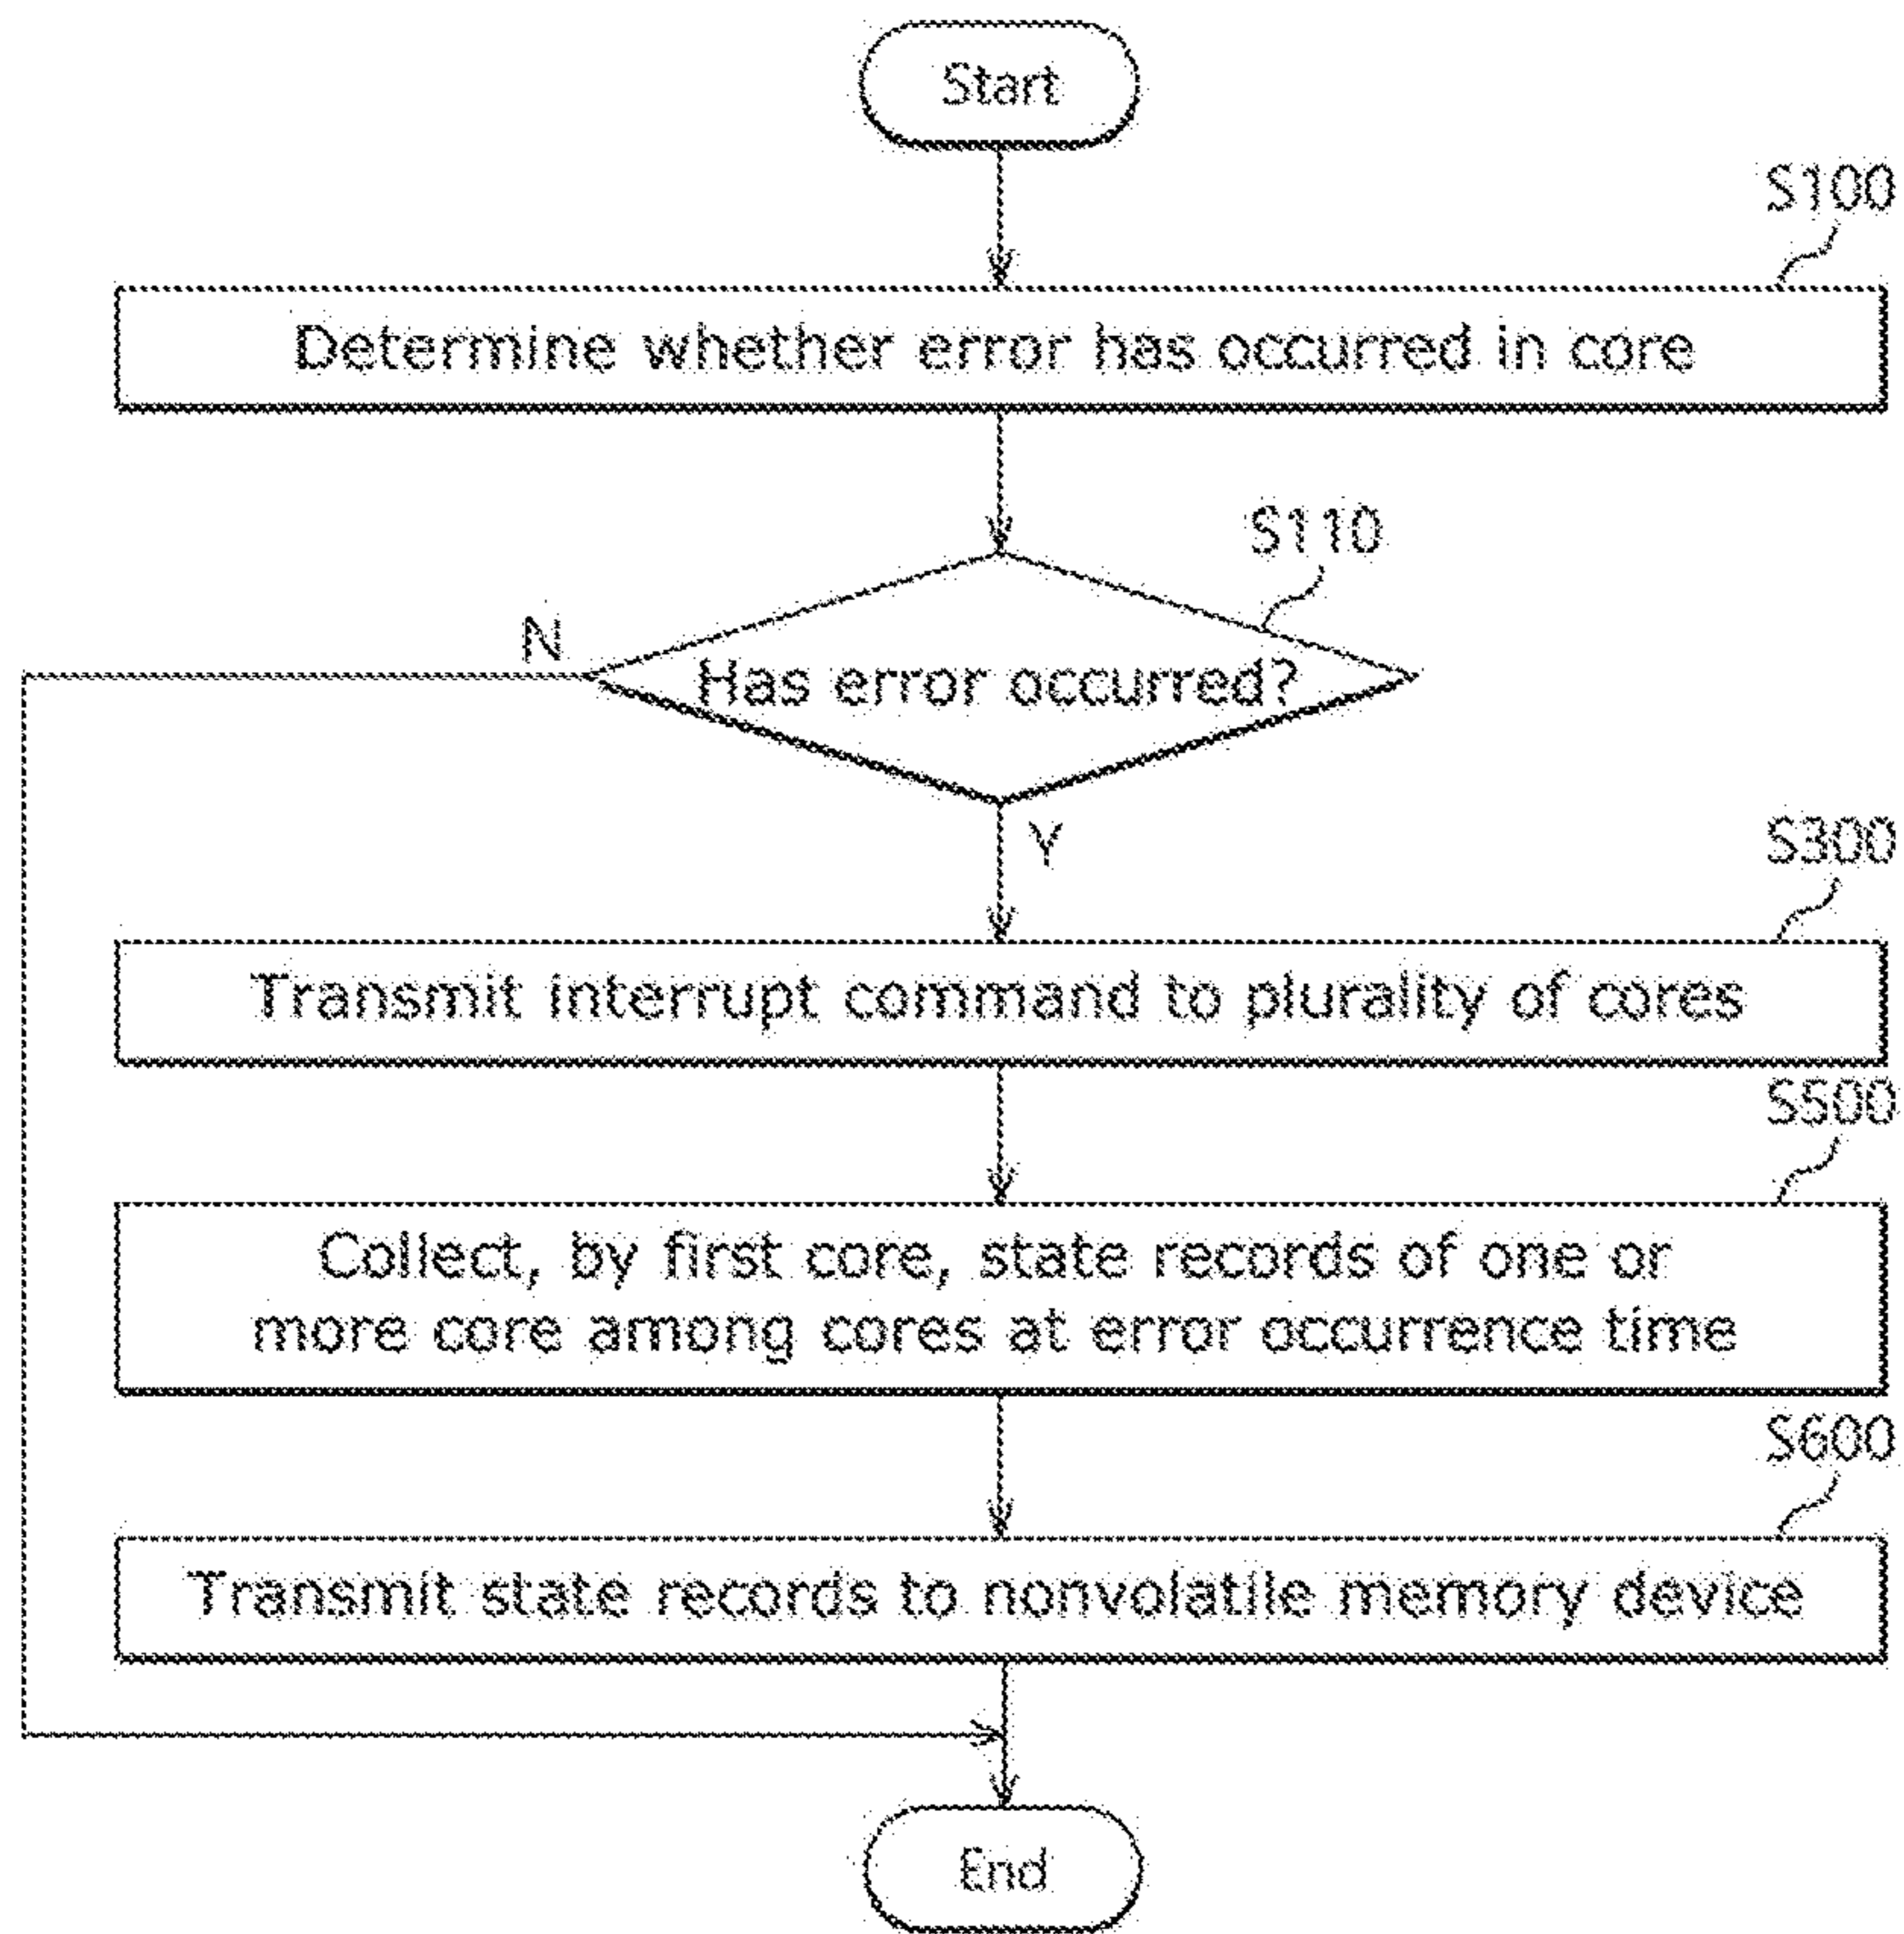 Start
S100
Determine whether error has occurred in core
S110
N
Has error occurred?
Y
S300
Transmit interrupt command to plurality of cores
S500
Collect, by first core, state records of one or
more core among cores at error occurrence time
S600
Transmit state records to nonvolatile memory device
End